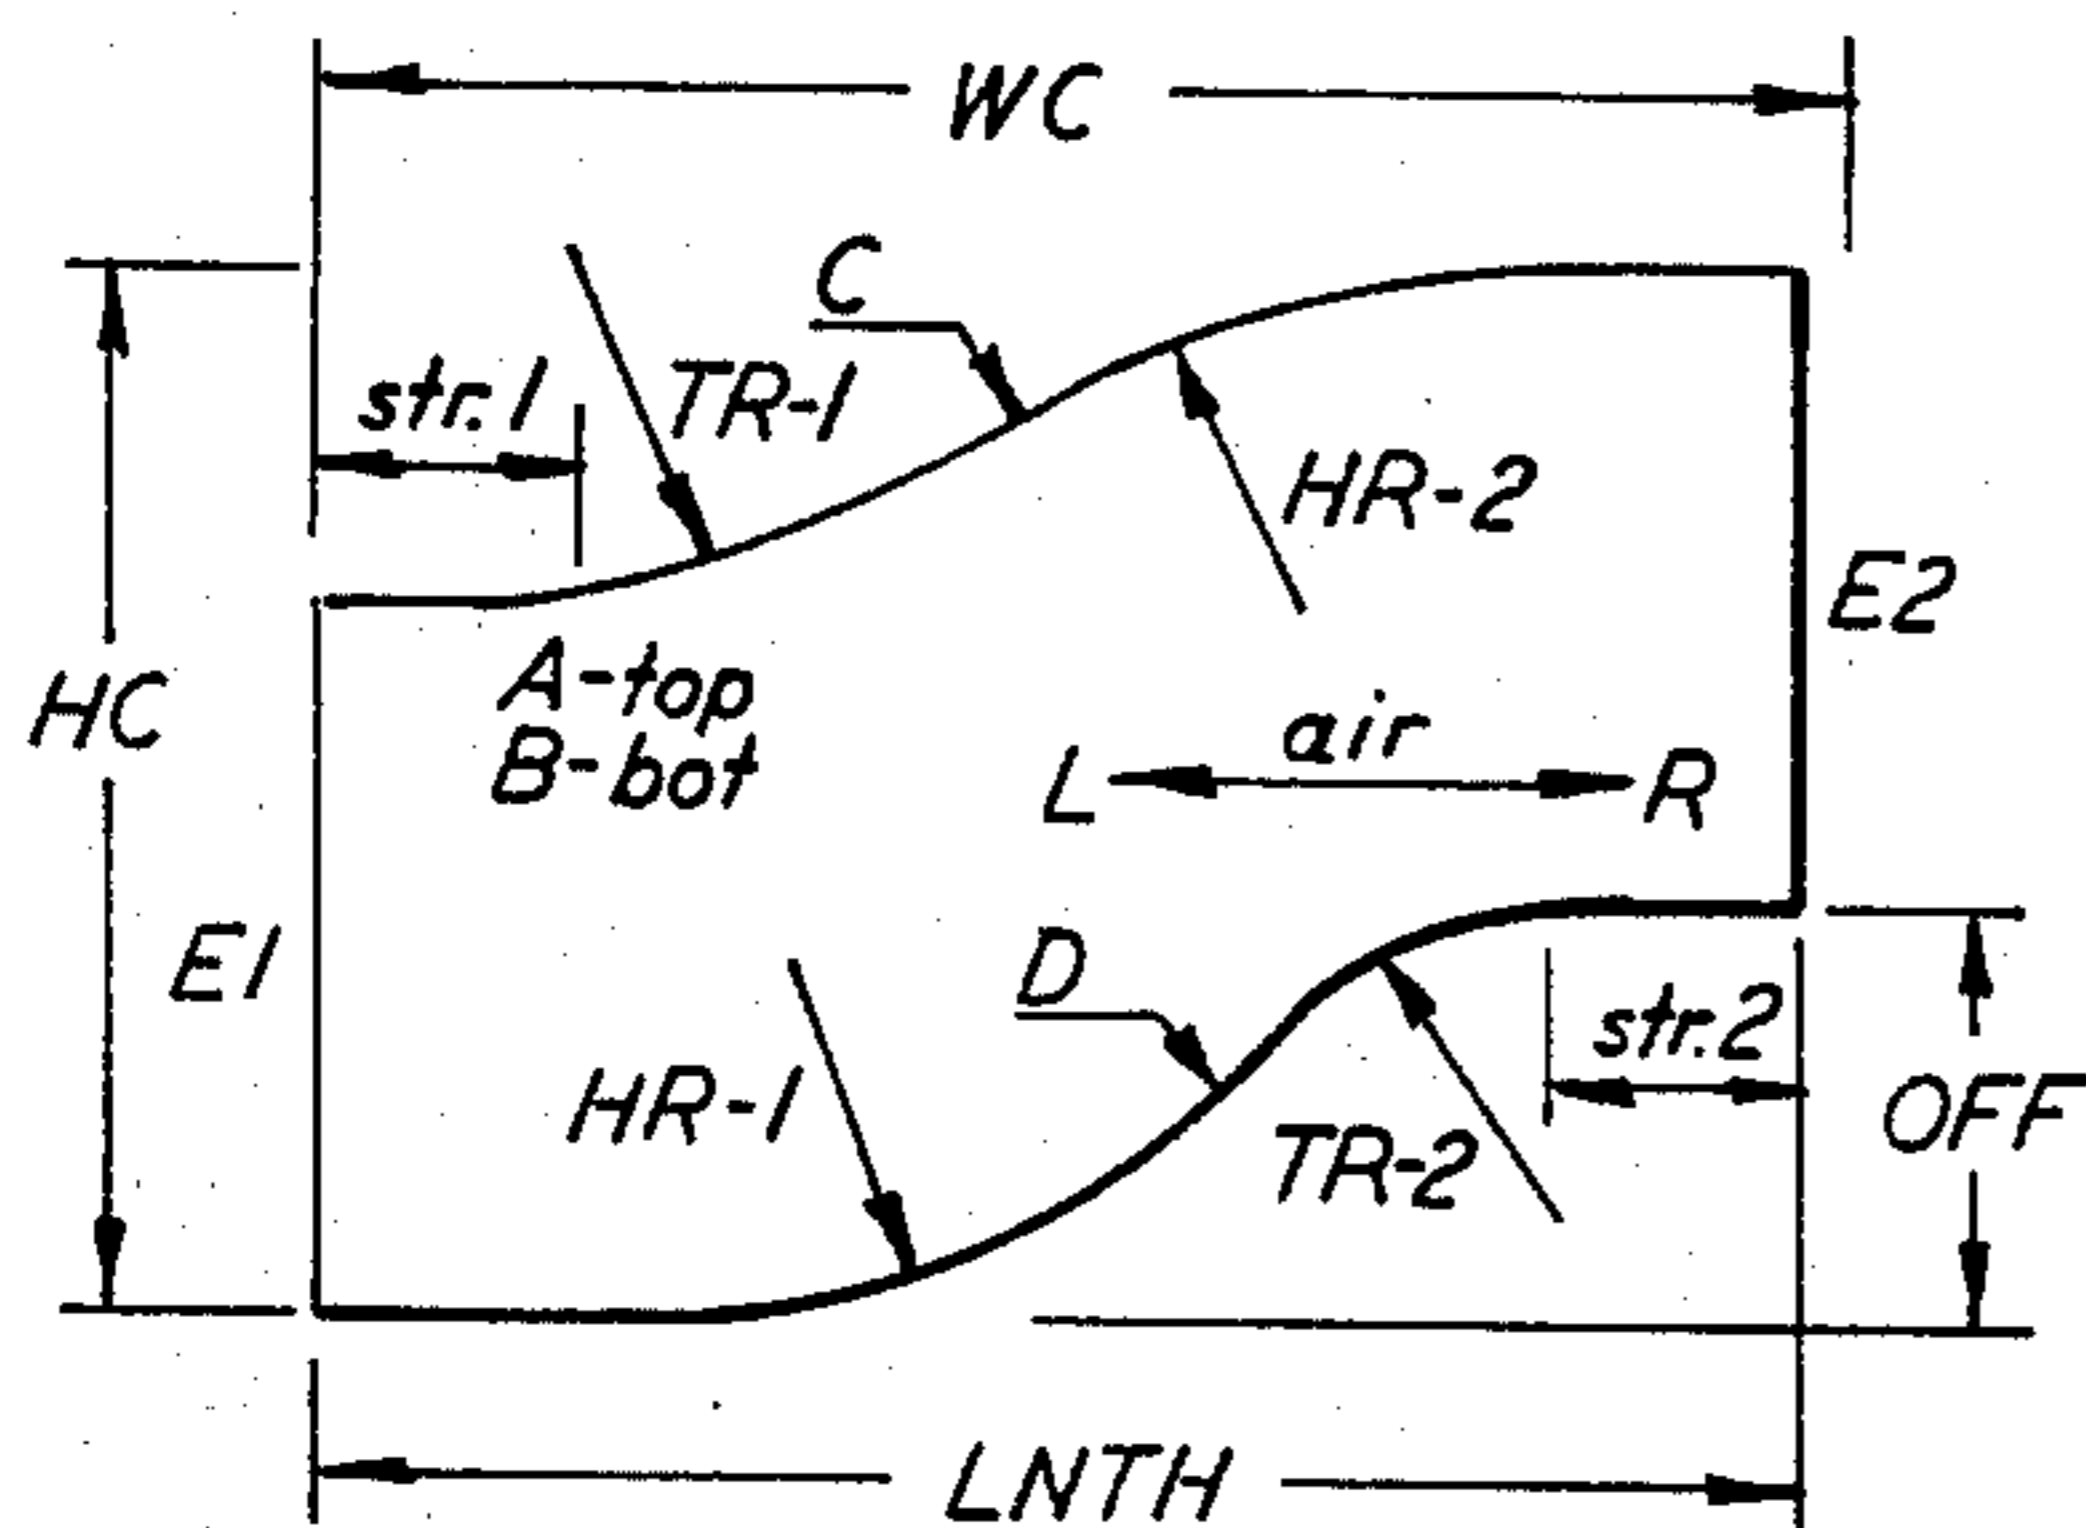 WC
C
str.1
TR-1
HR-2
E2
A-top
B-bot
HC
air
L
R
E1
D
str.2
HR-1
TR-2
OFF
LNTH